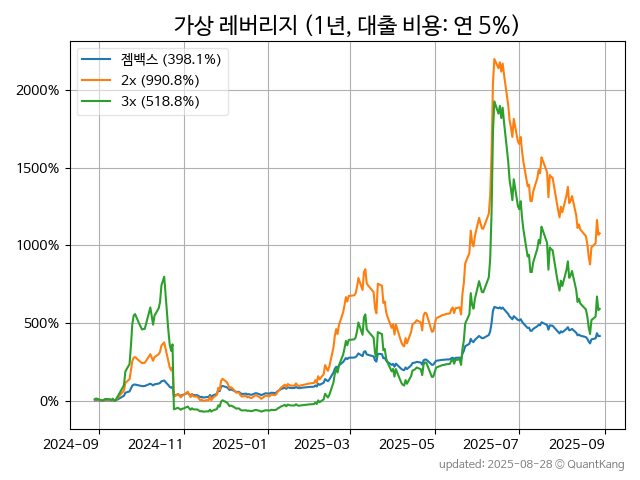 가상 레버리지 (1년, 대출 비용: 연 5%)
젬백스 (398.1%)
2x (990.8%)
3x (518.8%)
2000%
1500%
1000%
500%
0%
2024-09 2024-11 2025-01 2025-03 2025-05 2025-07 2025-09
updated: 2025-08-28 © QuantKang